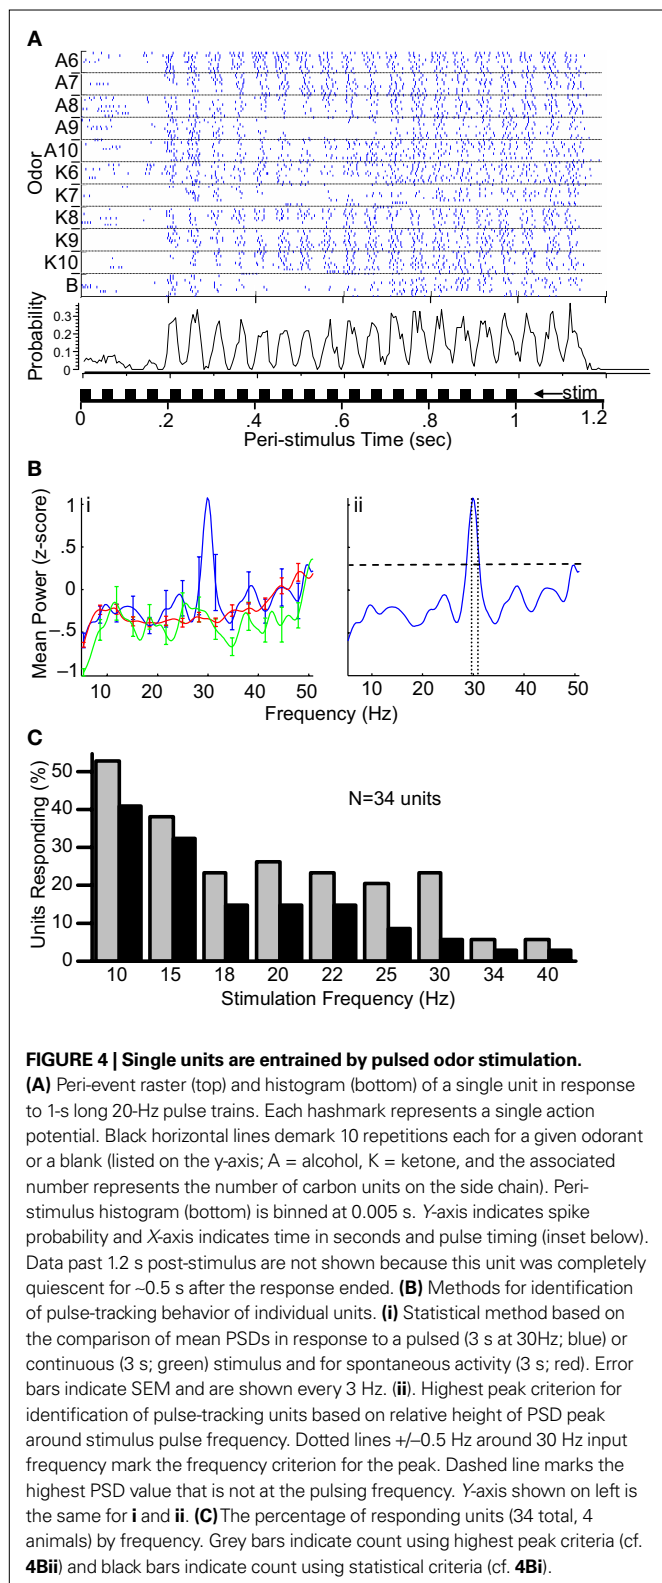 A
A6
A7
A8
A9
A10
K6
K7
K8
K9
K10
B
Odor
0.3
0.2
0.1
0
Probability
stim
0 .2 .4 .6 .8 1.0 1.2
Peri-stimulus Time (sec)
B
i
ii
1
.5
0
–.5
–1
Mean Power (z-score)
10 20 30 40 50
10 20 30 40 50
Frequency (Hz)
C
50
40
30
20
10
0
Units Responding (%)
N=34 units
10 15 18 20 22 25 30 34 40
Stimulation Frequency (Hz)
FIGURE 4 | Single units are entrained by pulsed odor stimulation.
(A) Peri-event raster (top) and histogram (bottom) of a single unit in response
to 1-s long 20-Hz pulse trains. Each hashmark represents a single action
potential. Black horizontal lines demark 10 repetitions each for a given odorant
or a blank (listed on the y-axis; A = alcohol, K = ketone, and the associated
number represents the number of carbon units on the side chain). Peri-
stimulus histogram (bottom) is binned at 0.005 s. Y-axis indicates spike
probability and X-axis indicates time in seconds and pulse timing (inset below).
Data past 1.2 s post-stimulus are not shown because this unit was completely
quiescent for ~0.5 s after the response ended. (B) Methods for identification
of pulse-tracking behavior of individual units. (i) Statistical method based on
the comparison of mean PSDs in response to a pulsed (3 s at 30Hz; blue) or
continuous (3 s; green) stimulus and for spontaneous activity (3 s; red). Error
bars indicate SEM and are shown every 3 Hz. (ii). Highest peak criterion for
identification of pulse-tracking units based on relative height of PSD peak
around stimulus pulse frequency. Dotted lines +/–0.5 Hz around 30 Hz input
frequency mark the frequency criterion for the peak. Dashed line marks the
highest PSD value that is not at the pulsing frequency. Y-axis shown on left is
the same for i and ii. (C) The percentage of responding units (34 total, 4
animals) by frequency. Grey bars indicate count using highest peak criteria (cf.
4Bii) and black bars indicate count using statistical criteria (cf. 4Bi).